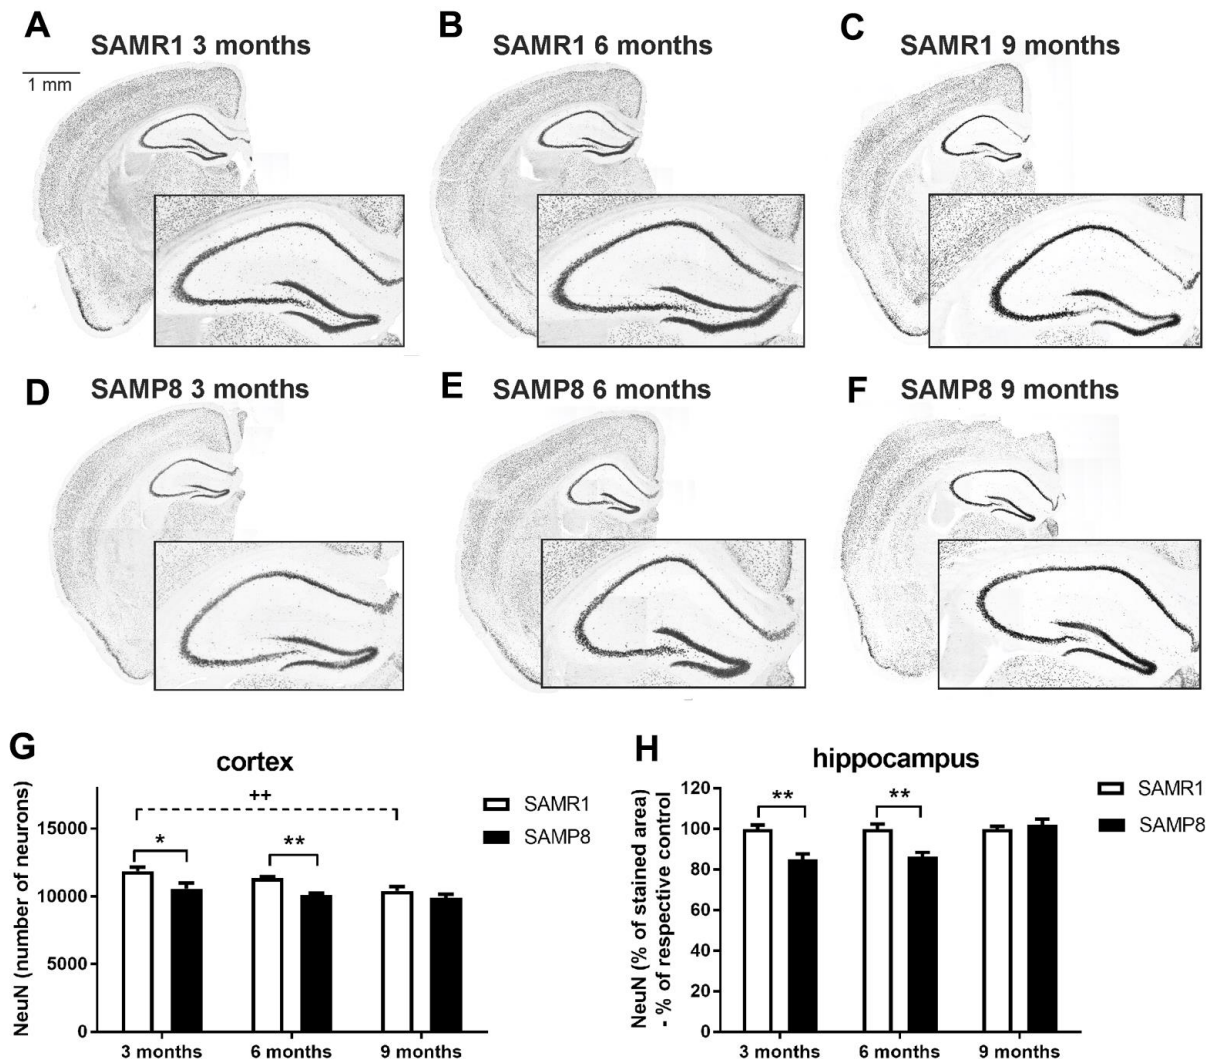 A
SAMR1 3 months
1 mm
B
SAMR1 6 months
C
SAMR1 9 months
D
SAMP8 3 months
E
SAMP8 6 months
F
SAMP8 9 months
G
cortex
NeuN (number of neurons)
15000
10000
5000
0
++
*
**
SAMR1
SAMP8
3 months
6 months
9 months
H
hippocampus
NeuN (% of stained area)
- % of respective control
120
100
80
60
40
20
0
**
**
SAMR1
SAMP8
3 months
6 months
9 months